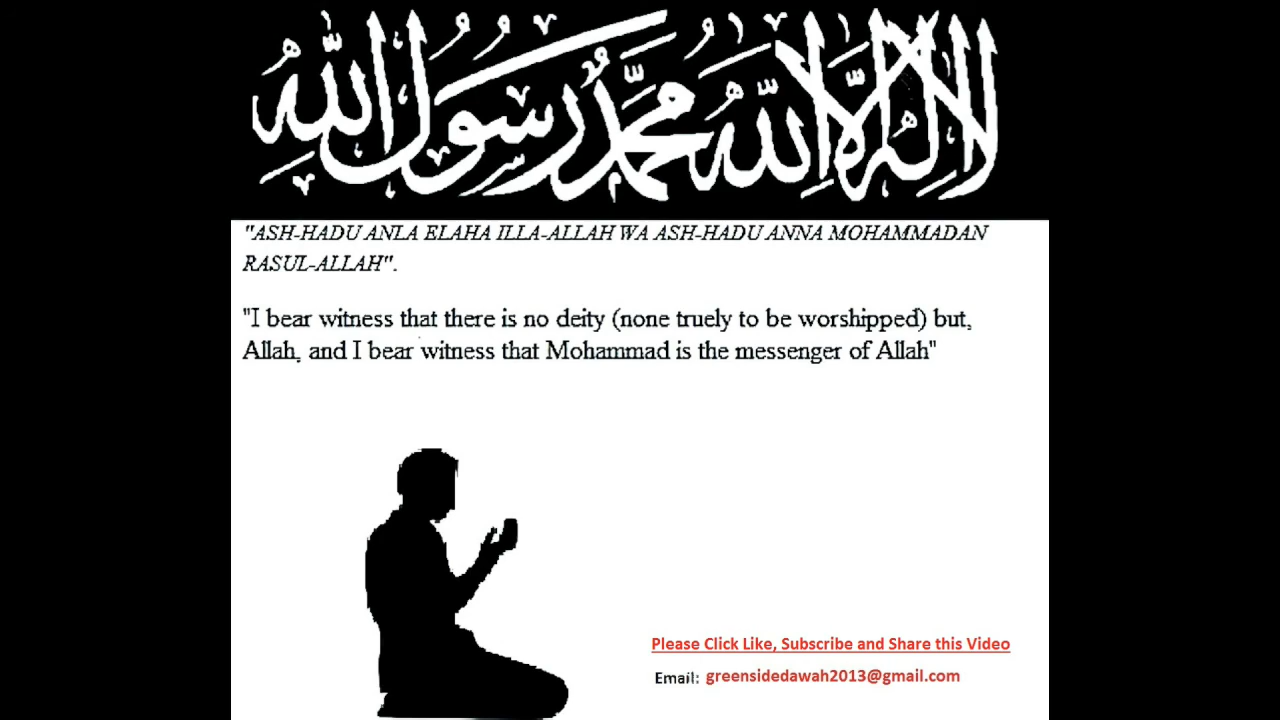 لا إله إلا الله محمد رسول الله
"ASH-HADU ANLA ELAHA ILLA-ALLAH WA ASH-HADU ANNA MOHAMMADAN
RASUL-ALLAH".
"I bear witness that there is no deity (none truely to be worshipped) but,
Allah, and I bear witness that Mohammad is the messenger of Allah"
Please Click Like, Subscribe and Share this Video
Email: greensidedawah2013@gmail.com